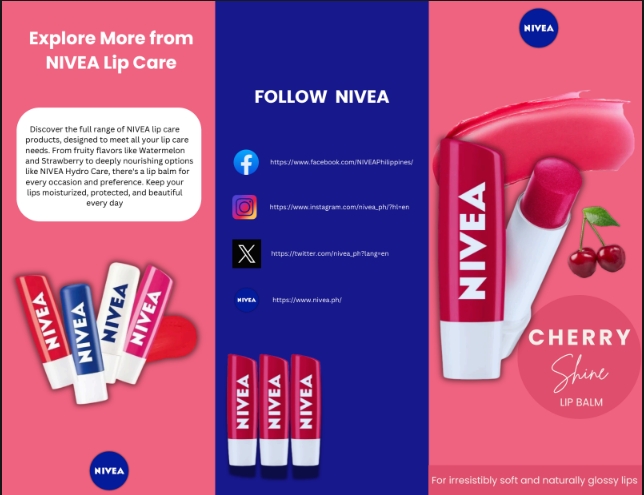 Explore More from
NIVEA Lip Care
Discover the full range of NIVEA lip care
products, designed to meet all your lip care
needs. From fruity flavors like Watermelon
and Strawberry to deeply nourishing options
like NIVEA Hydro Care, there's a lip balm for
every occasion and preference. Keep your
lips moisturized, protected, and beautiful
every day
NIVEA
NIVEA
NIVEA
NIVEA
NIVEA
FOLLOW NIVEA
https://www.facebook.com/NIVEAPhilippines/
https://www.instagram.com/nivea_ph/?hl=en
https://twitter.com/nivea_ph?lang=en
NIVEA
https://www.nivea.ph/
NIVEA
NIVEA
NIVEA
NIVEA
NIVEA
CHERRY
Shine
LIP BALM
For irresistibly soft and naturally glossy lips